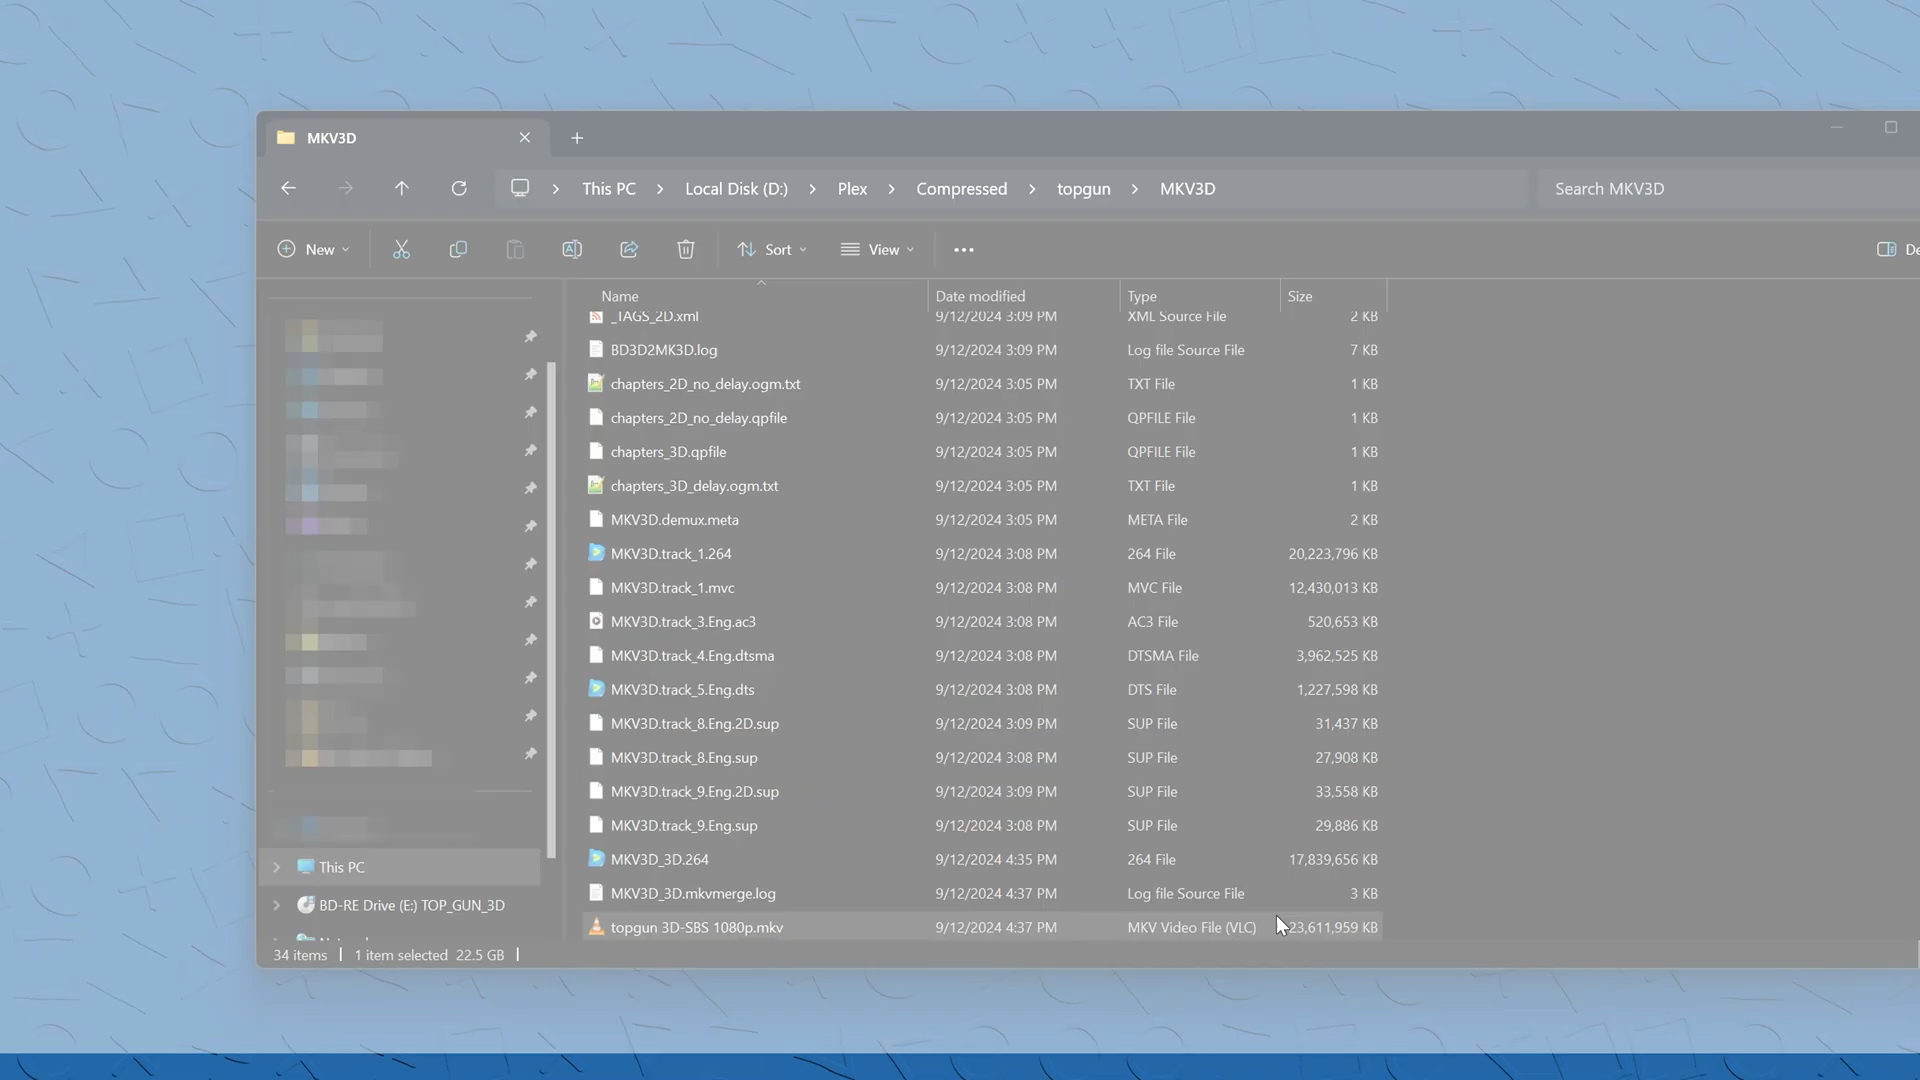 MKV3D
This PC Local Disk (D:) Plex Compressed topgun MKV3D Search MKV3D
New Sort View
Name Date modified Type Size
_TAGS_2D.xml 9/12/2024 3:09 PM XML Source File 2 KB
BD3D2MK3D.log 9/12/2024 3:09 PM Log file Source File 7 KB
chapters_2D_no_delay.ogm.txt 9/12/2024 3:05 PM TXT File 1 KB
chapters_2D_no_delay.qpfile 9/12/2024 3:05 PM QPFILE File 1 KB
chapters_3D.qpfile 9/12/2024 3:05 PM QPFILE File 1 KB
chapters_3D_delay.ogm.txt 9/12/2024 3:05 PM TXT File 1 KB
MKV3D.demux.meta 9/12/2024 3:05 PM META File 2 KB
MKV3D.track_1.264 9/12/2024 3:08 PM 264 File 20,223,796 KB
MKV3D.track_1.mvc 9/12/2024 3:08 PM MVC File 12,430,013 KB
MKV3D.track_3.Eng.ac3 9/12/2024 3:08 PM AC3 File 520,653 KB
MKV3D.track_4.Eng.dtsma 9/12/2024 3:08 PM DTSMA File 3,962,525 KB
MKV3D.track_5.Eng.dts 9/12/2024 3:08 PM DTS File 1,227,598 KB
MKV3D.track_8.Eng.2D.sup 9/12/2024 3:09 PM SUP File 31,437 KB
MKV3D.track_8.Eng.sup 9/12/2024 3:08 PM SUP File 27,908 KB
MKV3D.track_9.Eng.2D.sup 9/12/2024 3:09 PM SUP File 33,558 KB
MKV3D.track_9.Eng.sup 9/12/2024 3:08 PM SUP File 29,886 KB
MKV3D_3D.264 9/12/2024 4:35 PM 264 File 17,839,656 KB
MKV3D_3D.mkvmerge.log 9/12/2024 4:37 PM Log file Source File 3 KB
topgun 3D-SBS 1080p.mkv 9/12/2024 4:37 PM MKV Video File (VLC) 23,611,959 KB
This PC
BD-RE Drive (E:) TOP_GUN_3D
34 items 1 item selected 22.5 GB